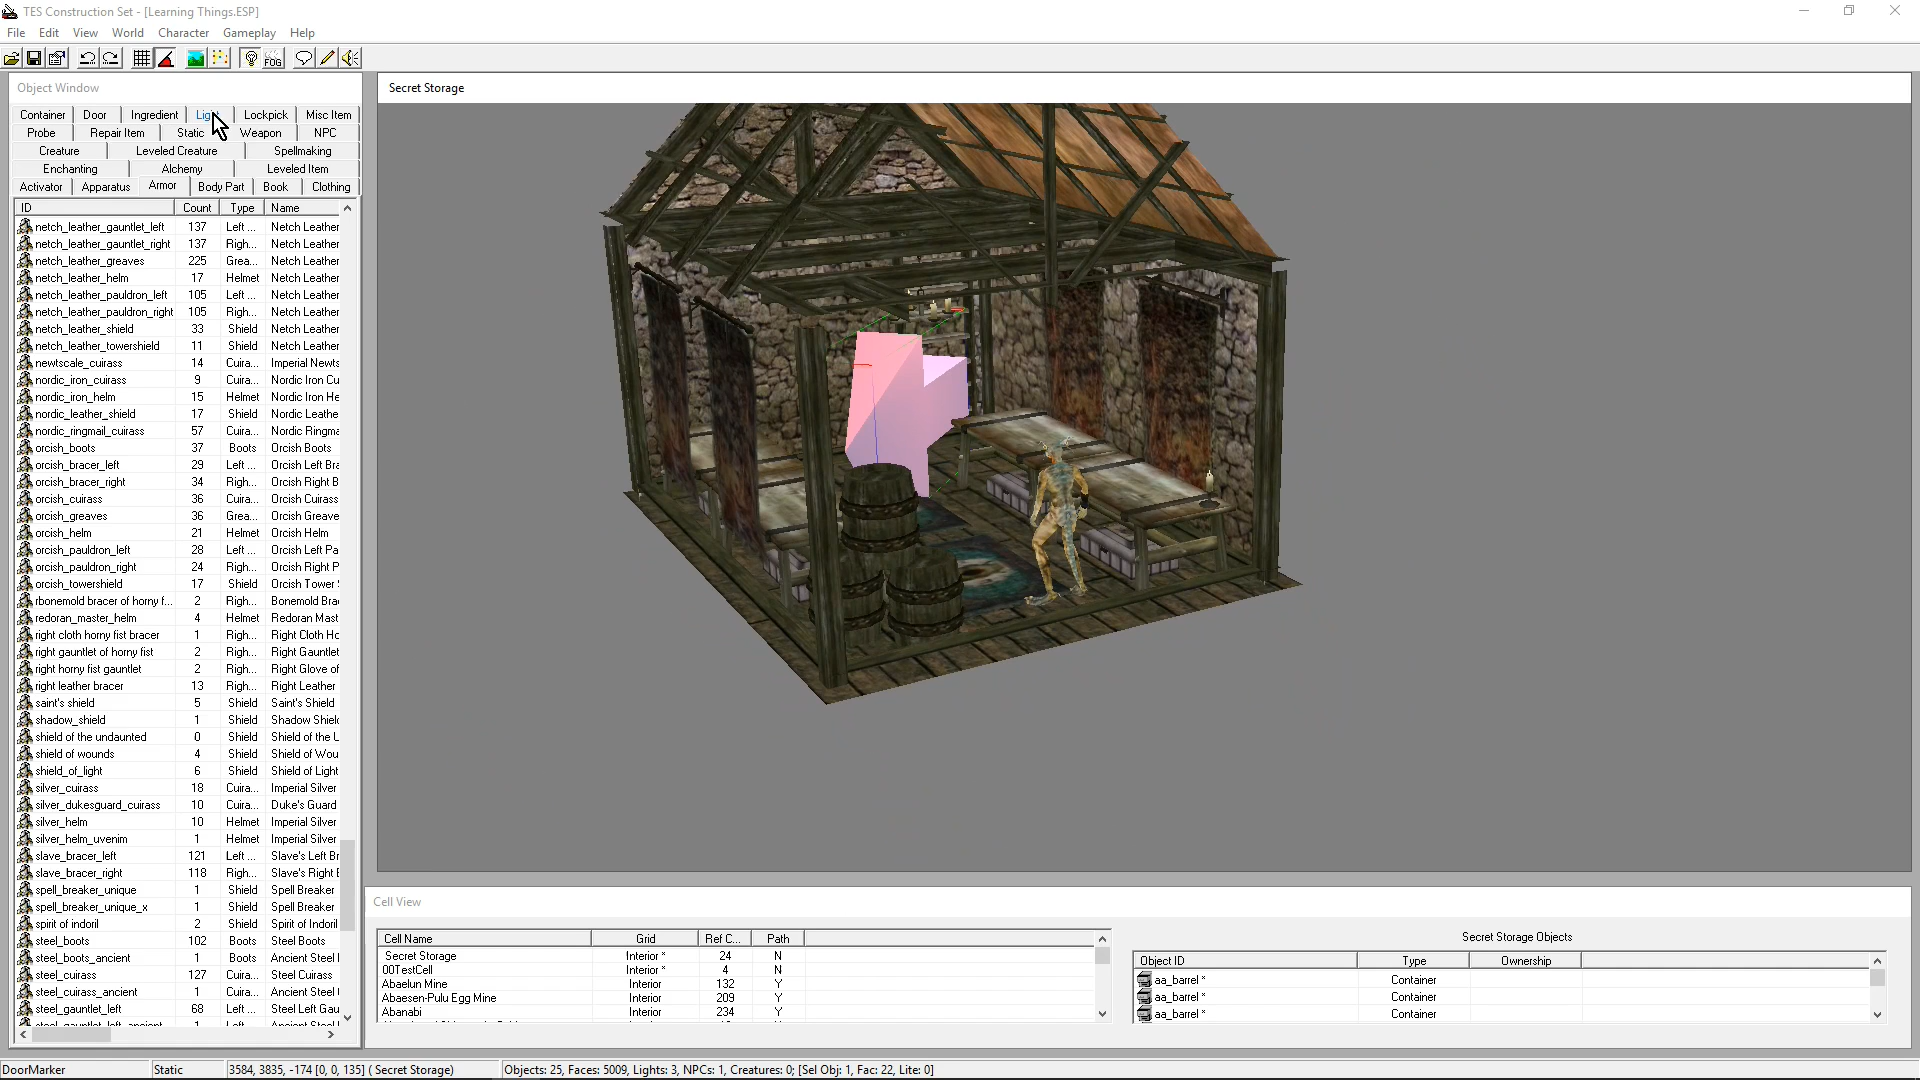 TES Construction Set - [Learning Things.ESP]
File Edit View World Character Gameplay Help
FOG
Object Window
Secret Storage
Container Door Ingredient Lockpick Misc Item
Probe Repair Item Static Weapon NPC
Creature Leveled Creature Spellmaking
Enchanting Alchemy Leveled Item
Activator Apparatus Armor Body Part Book Clothing
ID Count Type Name
netch_leather_gauntlet_left 137 Left ... Netch Leather
netch_leather_gauntlet_right 137 Righ... Netch Leather
netch_leather_greaves 225 Grea... Netch Leather
netch_leather_helm 17 Helmet Netch Leather
netch_leather_pauldron_left 105 Left ... Netch Leather
netch_leather_pauldron_right 105 Righ... Netch Leather
netch_leather_shield 33 Shield Netch Leather
netch_leather_towershield 11 Shield Netch Leather
newtscale_cuirass 14 Cuira... Imperial Newts
nordic_iron_cuirass 9 Cuira... Nordic Iron Cu
nordic_iron_helm 15 Helmet Nordic Iron He
nordic_leather_shield 17 Shield Nordic Leathe
nordic_ringmail_cuirass 57 Cuira... Nordic Ringma
orcish_boots 37 Boots Orcish Boots
orcish_bracer_left 29 Left ... Orcish Left Bra
orcish_bracer_right 34 Righ... Orcish Right B
orcish_cuirass 36 Cuira... Orcish Cuirass
orcish_greaves 36 Grea... Orcish Greave
orcish_helm 21 Helmet Orcish Helm
orcish_pauldron_left 28 Left ... Orcish Left Pa
orcish_pauldron_right 24 Righ... Orcish Right P
orcish_towershield 17 Shield Orcish Tower
rbonemold bracer of horny f... 2 Righ... Bonemold Bra
redoran_master_helm 4 Helmet Redoran Mast
right cloth horny fist bracer 1 Righ... Right Cloth Ho
right gauntlet of horny fist 2 Righ... Right Gauntlet
right horny fist gauntlet 2 Righ... Right Glove of
right leather bracer 13 Righ... Right Leather
saint's shield 5 Shield Saint's Shield
shadow_shield 1 Shield Shadow Shield
shield of the undaunted 0 Shield Shield of the U
shield of wounds 4 Shield Shield of Wou
shield_of_light 6 Shield Shield of Light
silver_cuirass 18 Cuira... Imperial Silver
silver_dukesguard_cuirass 10 Cuira... Duke's Guard
silver_helm 10 Helmet Imperial Silver
silver_helm_uvenim 1 Helmet Imperial Silver
slave_bracer_left 121 Left ... Slave's Left Br
slave_bracer_right 118 Righ... Slave's Right B
spell_breaker_unique 1 Shield Spell Breaker
spell_breaker_unique_x 1 Shield Spell Breaker
spirit of indoril 2 Shield Spirit of Indoril
steel_boots 102 Boots Steel Boots
steel_boots_ancient 1 Boots Ancient Steel
steel_cuirass 127 Cuira... Steel Cuirass
steel_cuirass_ancient 1 Cuira... Ancient Steel
steel_gauntlet_left 68 Left ... Steel Left Gau
Cell View
Cell Name Grid Ref C... Path
Secret Storage Interior * 24 N
00TestCell Interior * 4 N
Abaelun Mine Interior 132 Y
Abaesen-Pulu Egg Mine Interior 209 Y
Abanabi Interior 234 Y
Secret Storage Objects
Object ID Type Ownership
aa_barrel * Container
aa_barrel * Container
aa_barrel * Container
DoorMarker Static 3584, 3835, -174 [0, 0, 135] ( Secret Storage) Objects: 25, Faces: 5009, Lights: 3, NPCs: 1, Creatures: 0; [Sel Obj: 1, Fac: 22, Lite: 0]